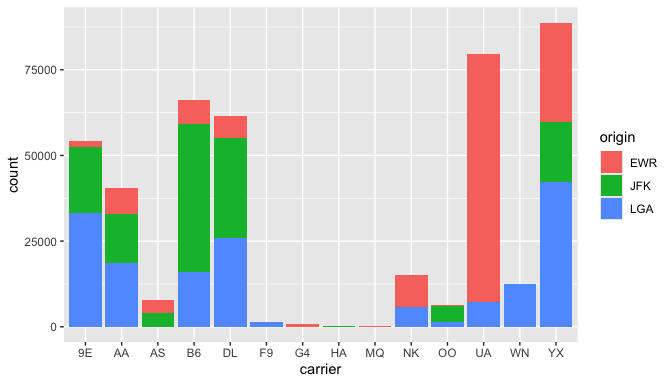 count
75000
50000
25000
0
9E AA AS B6 DL F9 G4 HA MQ NK OO UA WN YX
carrier
origin
EWR
JFK
LGA